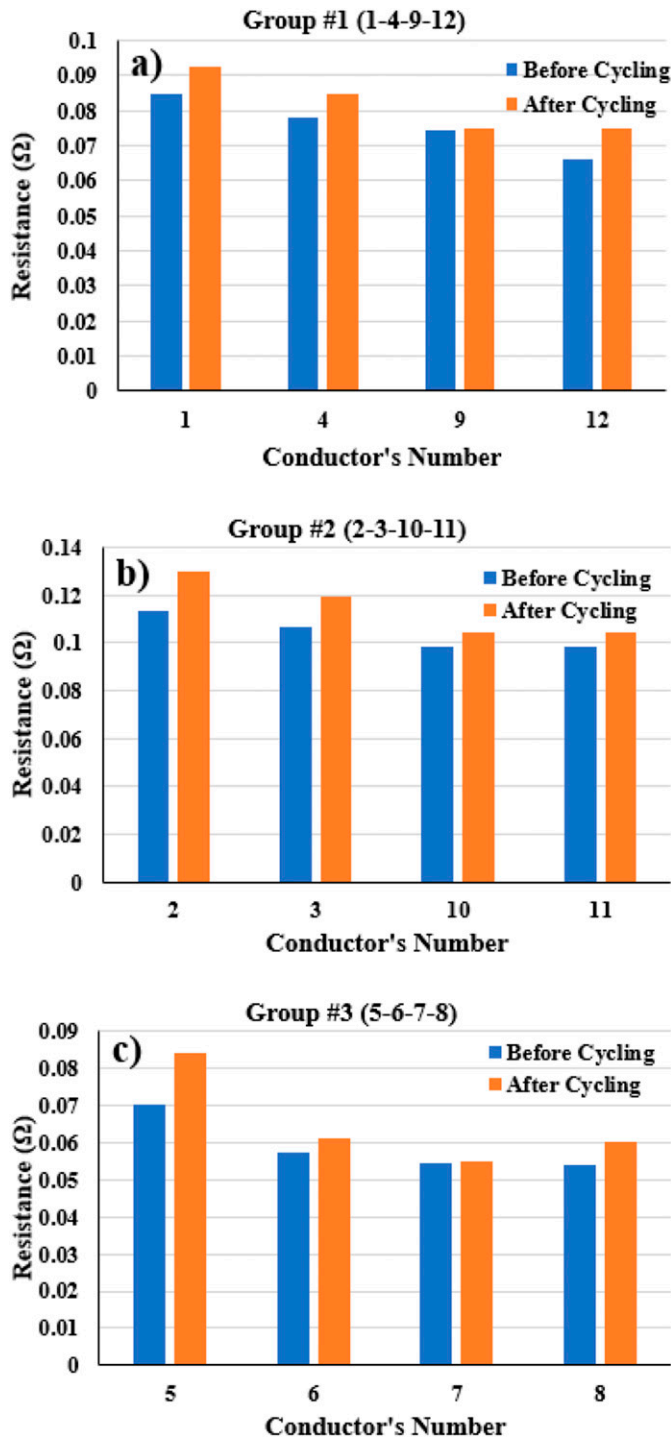 Group #1 (1-4-9-12)
a)
Before Cycling
After Cycling
Resistance (Ω)
0.1
0.09
0.08
0.07
0.06
0.05
0.04
0.03
0.02
0.01
0
1 4 9 12
Conductor's Number
Group #2 (2-3-10-11)
b)
Before Cycling
After Cycling
Resistance (Ω)
0.14
0.12
0.1
0.08
0.06
0.04
0.02
0
2 3 10 11
Conductor's Number
Group #3 (5-6-7-8)
c)
Before Cycling
After Cycling
Resistance (Ω)
0.09
0.08
0.07
0.06
0.05
0.04
0.03
0.02
0.01
0
5 6 7 8
Conductor's Number